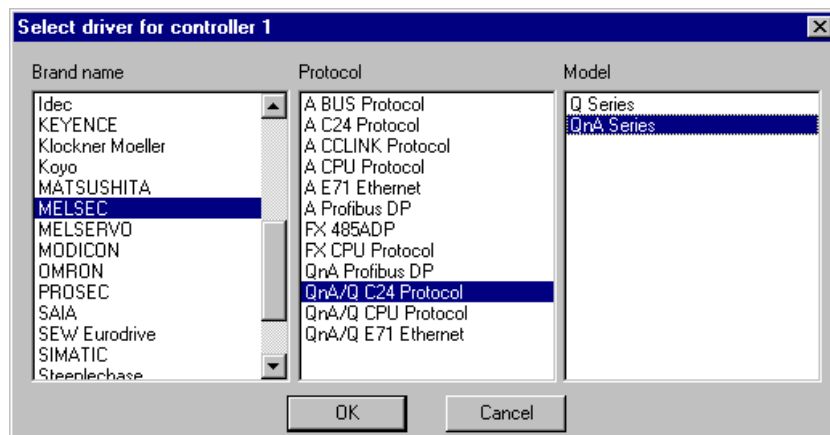 Select driver for controller 1
Brand name
Idec
KEYENCE
Klockner Moeller
Koyo
MATSUSHITA
MELSEC
MELSERVO
MODICON
OMRON
PROSEC
SAIA
SEW Eurodrive
SIMATIC
Steeplechase
Protocol
A BUS Protocol
A C24 Protocol
A CCLINK Protocol
A CPU Protocol
A E71 Ethernet
A Profibus DP
FX 485ADP
FX CPU Protocol
QnA Profibus DP
QnA/Q C24 Protocol
QnA/Q CPU Protocol
QnA/Q E71 Ethernet
Model
Q Series
QnA Series
OK
Cancel